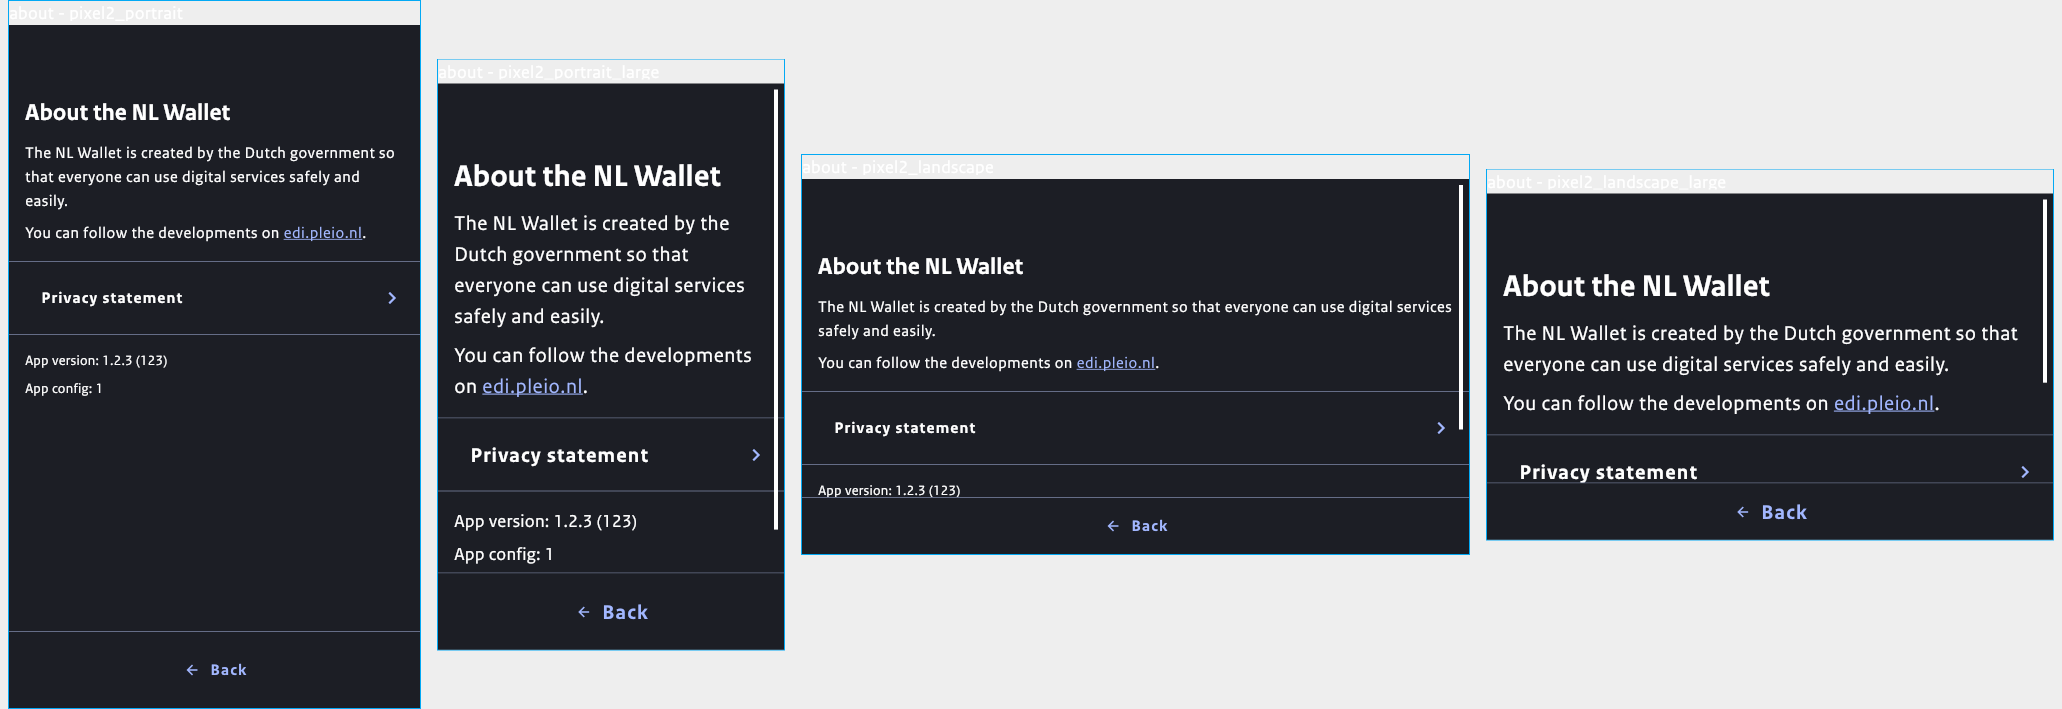 about - pixel2_portrait
About the NL Wallet
The NL Wallet is created by the Dutch government so
that everyone can use digital services safely and
easily.
You can follow the developments on edi.pleio.nl.
Privacy statement
App version: 1.2.3 (123)
App config: 1
Back
about - pixel2_portrait_large
About the NL Wallet
The NL Wallet is created by the
Dutch government so that
everyone can use digital services
safely and easily.
You can follow the developments
on edi.pleio.nl.
Privacy statement
App version: 1.2.3 (123)
App config: 1
Back
about - pixel2_landscape
About the NL Wallet
The NL Wallet is created by the Dutch government so that everyone can use digital services
safely and easily.
You can follow the developments on edi.pleio.nl.
Privacy statement
App version: 1.2.3 (123)
Back
about - pixel2_landscape_large
About the NL Wallet
The NL Wallet is created by the Dutch government so that
everyone can use digital services safely and easily.
You can follow the developments on edi.pleio.nl.
Privacy statement
Back